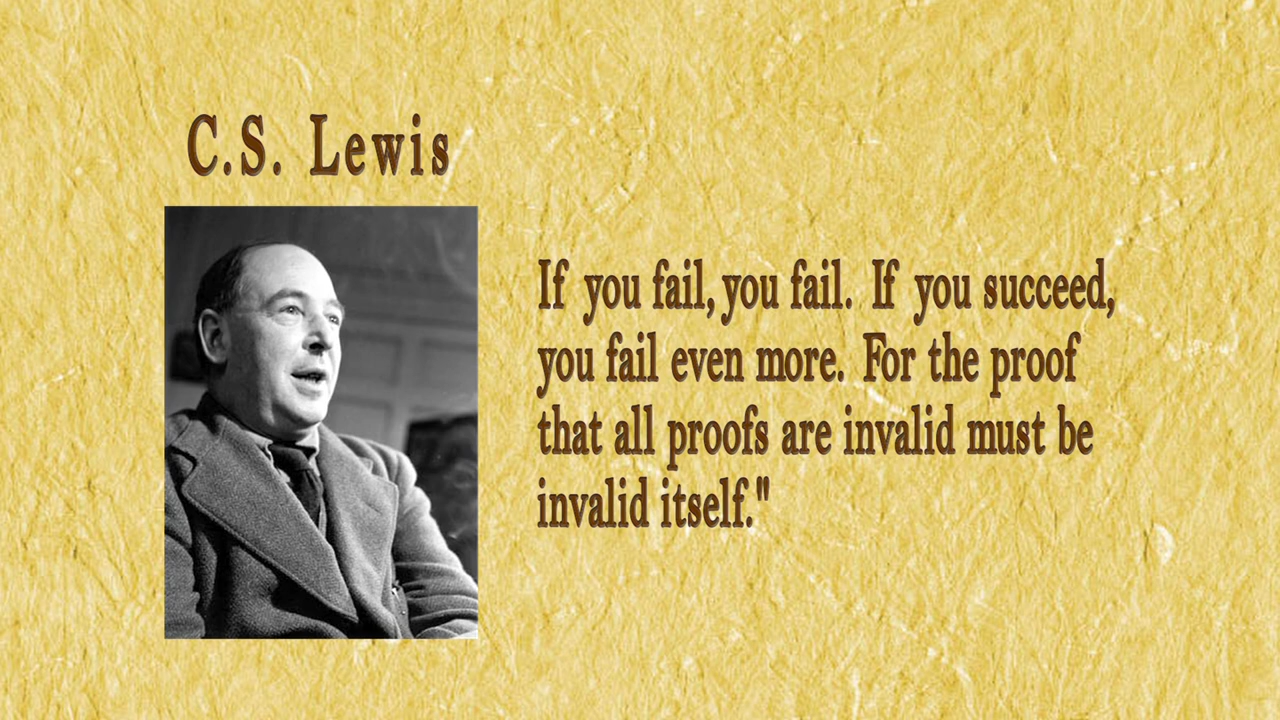 C.S. Lewis
If you fail, you fail. If you succeed,
you fail even more. For the proof
that all proofs are invalid must be
invalid itself."